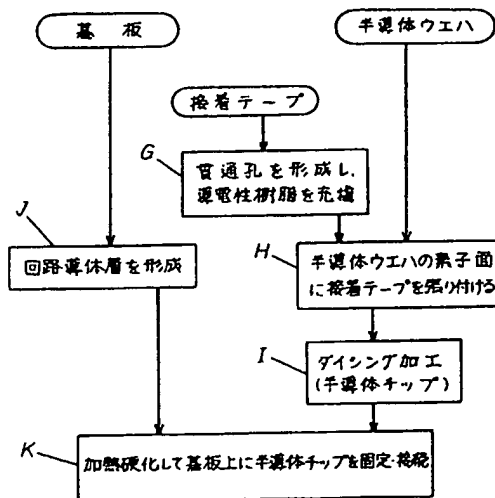 基板
半導体ウエハ
接着テープ
G
貫通孔を形成し、
導電性樹脂を充填
J
回路導体層を形成
H
半導体ウエハの素子面
に接着テープを張り付ける
I
ダイシング加工
(半導体チップ)
K
加熱硬化して基板上に半導体チップを固定・接続